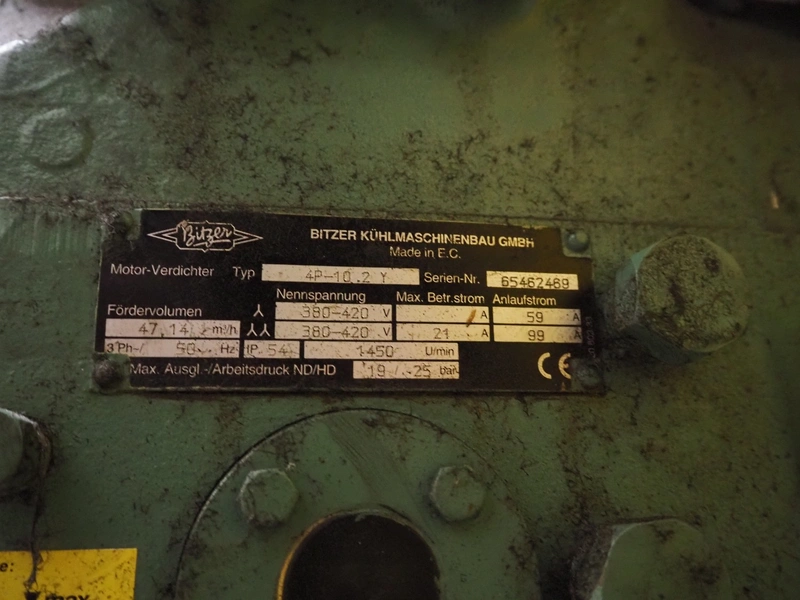 Bitzer
BITZER KÜHLMASCHINENBAU GMBH
Made in E.C.
Motor-Verdichter Typ 4P-10.2 Y Serien-Nr. 65462469
Nennspannung Max. Betr.strom Anlaufstrom
Fördervolumen 380-420 V A 59 A
47,14 m³/h 380-420 V 21 A 99 A
3 Ph~/ 50 Hz IP 54 1450 U/min
Max. Ausgl.-/Arbeitsdruck ND/HD 19 / 25 bar
CE
max